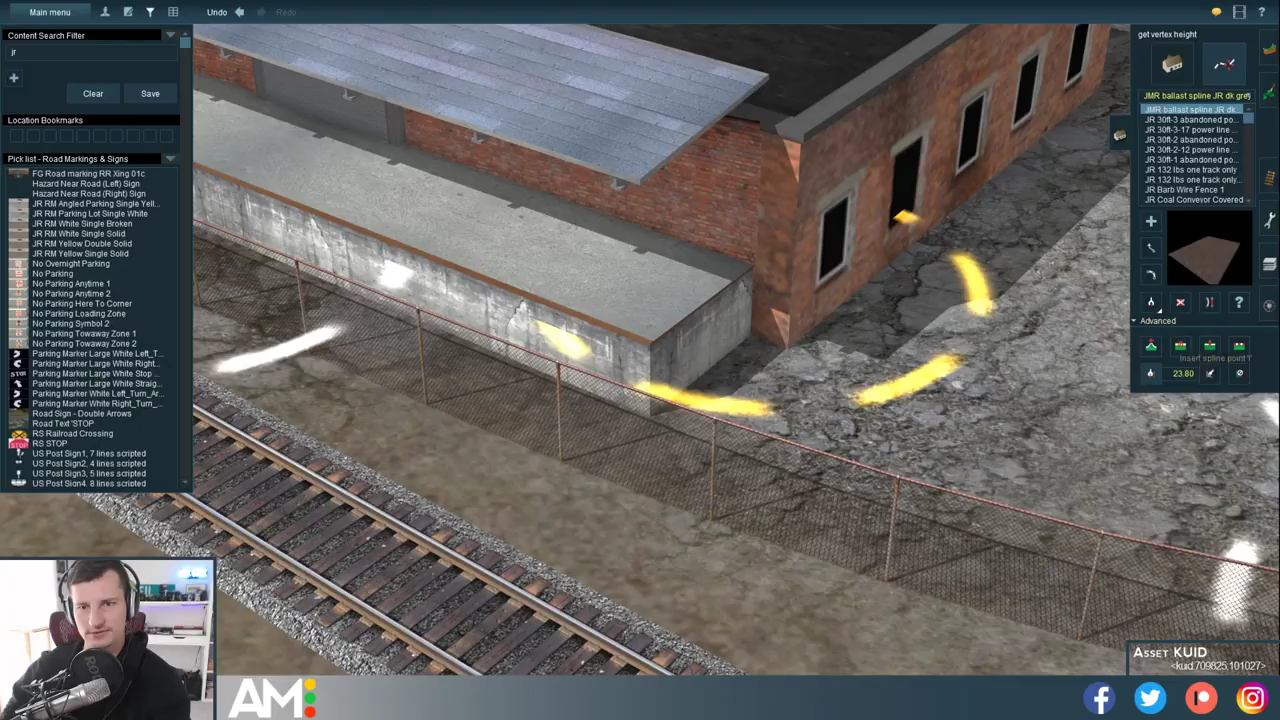 Main menu
Undo
Redo
Content Search Filter
jr
Clear
Save
Location Bookmarks
Pick list - Road Markings & Signs
FG Road marking RR Xing 01c
Hazard Near Road (Left) Sign
Hazard Near Road (Right) Sign
JR RM Angled Parking Single Yell...
JR RM Parking Lot Single White
JR RM White Single Broken
JR RM White Single Solid
JR RM Yellow Double Solid
JR RM Yellow Single Solid
No Overnight Parking
No Parking
No Parking Anytime 1
No Parking Anytime 2
No Parking Here To Corner
No Parking Loading Zone
No Parking Symbol 2
No Parking Towaway Zone 1
No Parking Towaway Zone 2
Parking Marker Large White Left_T...
Parking Marker Large White Right...
Parking Marker Large White Stop ...
Parking Marker Large White Straig...
Parking Marker White Left_Turn_Ar...
Parking Marker White Right_Turn_...
Road Sign - Double Arrows
Road Text 'STOP'
RS Railroad Crossing
RS STOP
US Post Sign1, 7 lines scripted
US Post Sign2, 4 lines scripted
US Post Sign3, 5 lines scripted
US Post Sign4, 8 lines scripted
get vertex height
JMR ballast spline JR dk grey
JMR ballast spline JR dk
JR 30ft-3 abandoned po...
JR 30ft-3-17 power line ...
JR 30ft-2 abandoned po...
JR 30ft-2-12 power line ...
JR 30ft-1 abandoned po...
JR 132 lbs one track only
JR 132 lbs one track only...
JR Barb Wire Fence 1
JR Coal Conveyor Covered
Advanced
Insert spline point
23.80
ASSET KUID
<kuid:709825:101027>
AM